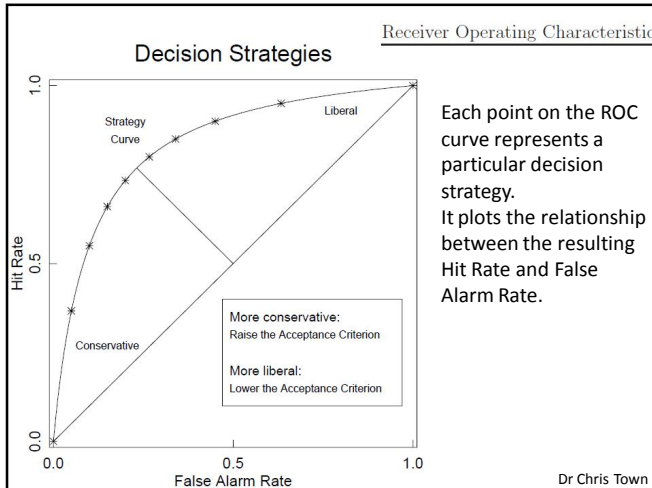 Receiver Operating Characteristic
Decision Strategies
1.0
Strategy
Curve
Liberal
Hit Rate
0.5
Conservative
More conservative:
Raise the Acceptance Criterion
More liberal:
Lower the Acceptance Criterion
0.0
0.0
0.5
1.0
False Alarm Rate
Each point on the ROC
curve represents a
particular decision
strategy.
It plots the relationship
between the resulting
Hit Rate and False
Alarm Rate.
Dr Chris Town